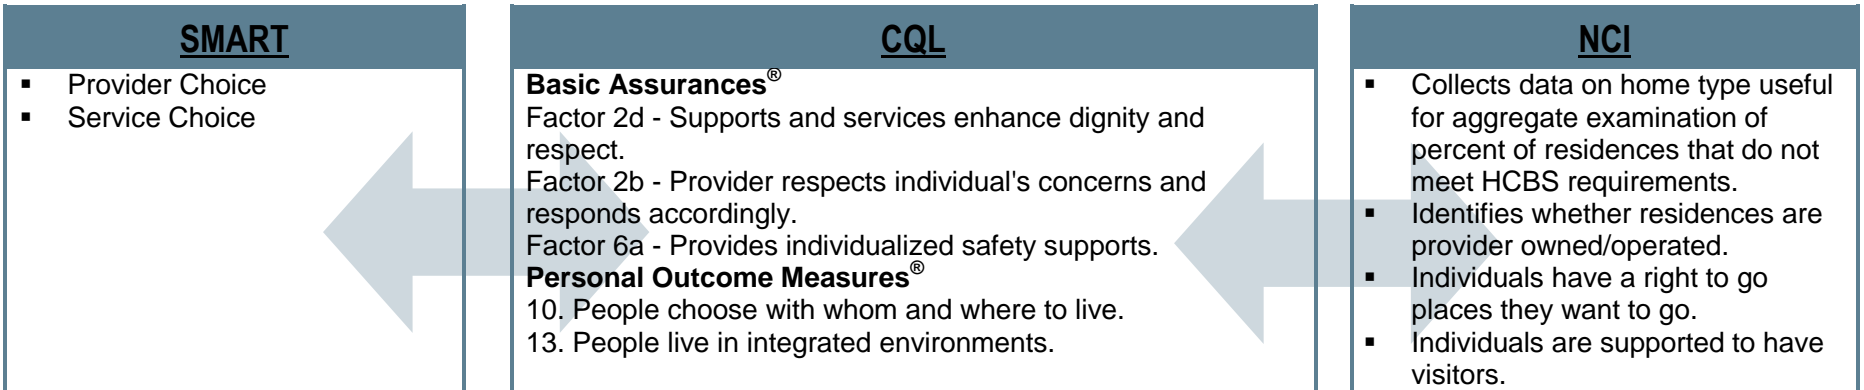 SMART
▪ Provider Choice
▪ Service Choice
CQL
Basic Assurances®
Factor 2d - Supports and services enhance dignity and
respect.
Factor 2b - Provider respects individual's concerns and
responds accordingly.
Factor 6a - Provides individualized safety supports.
Personal Outcome Measures®
10. People choose with whom and where to live.
13. People live in integrated environments.
NCI
▪ Collects data on home type useful
for aggregate examination of
percent of residences that do not
meet HCBS requirements.
▪ Identifies whether residences are
provider owned/operated.
▪ Individuals have a right to go
places they want to go.
▪ Individuals are supported to have
visitors.